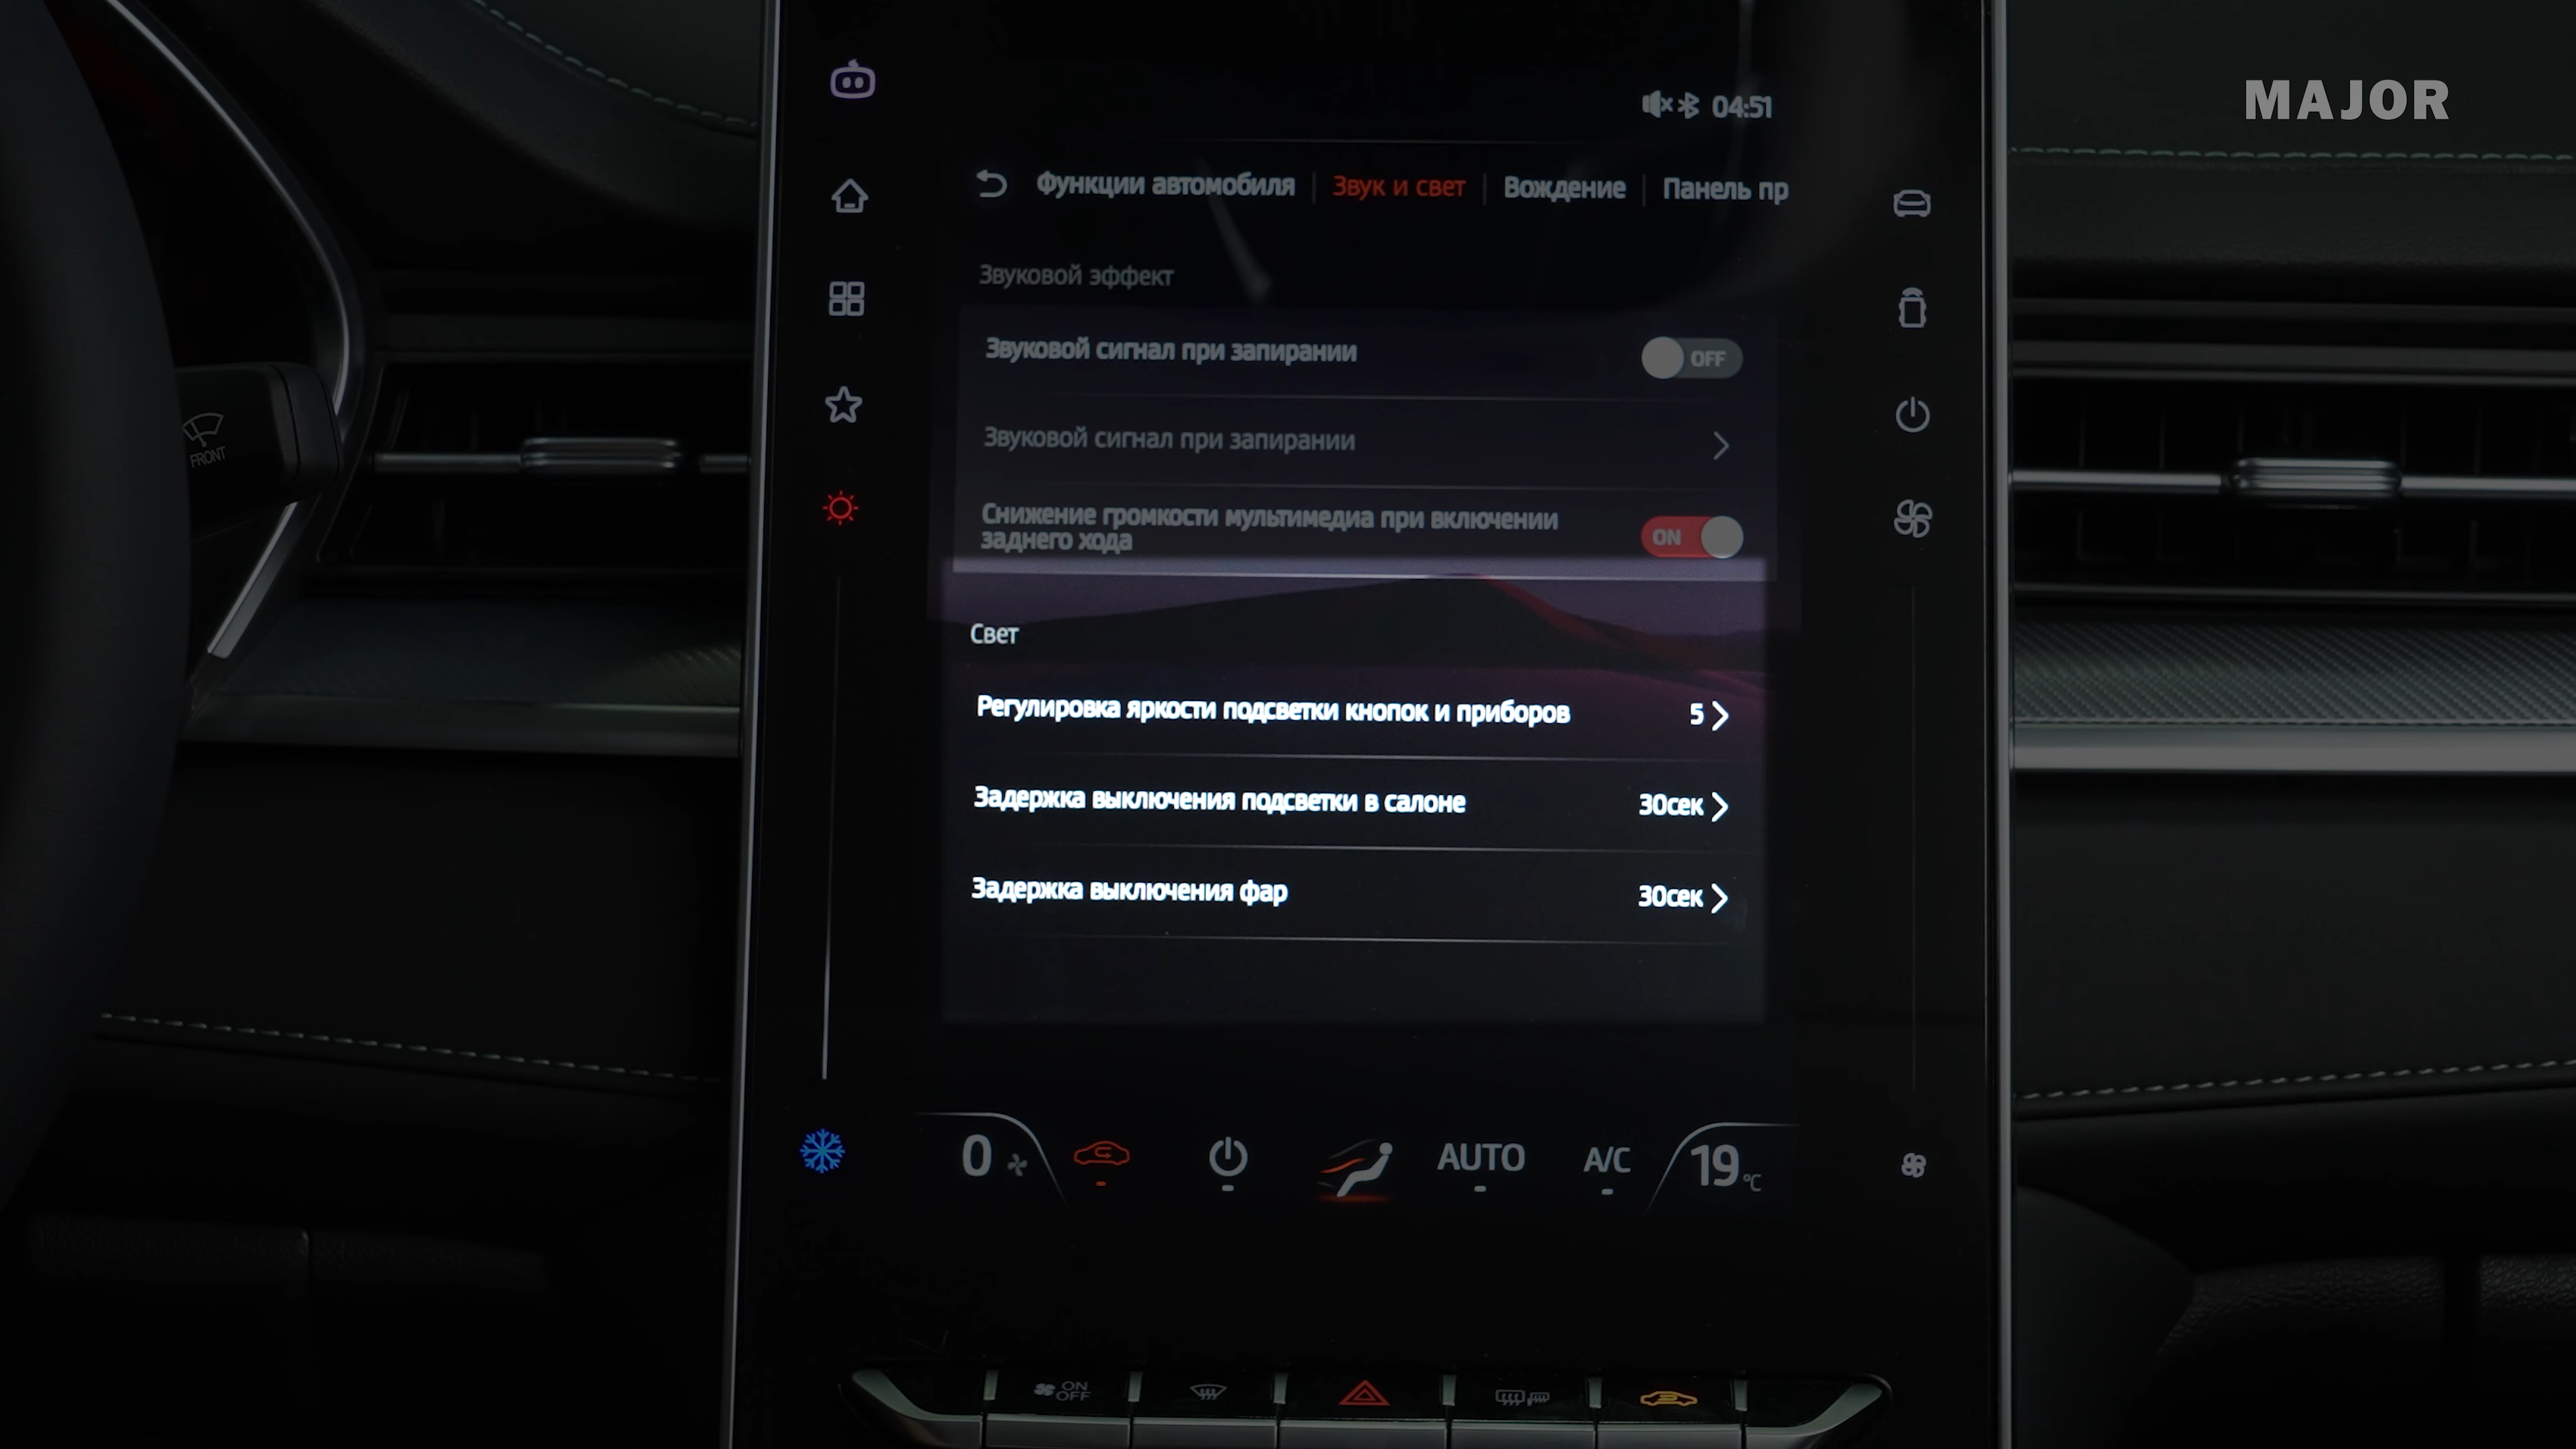 MAJOR
04:51
Функции автомобиля | Звук и свет | Вождение | Панель пр
Звуковой эффект
Звуковой сигнал при запирании OFF
Звуковой сигнал при запирании
Снижение громкости мультимедиа при включении
заднего хода
ON
FRONT
Свет
Регулировка яркости подсветки кнопок и приборов 5
Задержка выключения подсветки в салоне 30сек
Задержка выключения фар 30сек
0 AUTO A/C 19°C
ON
OFF